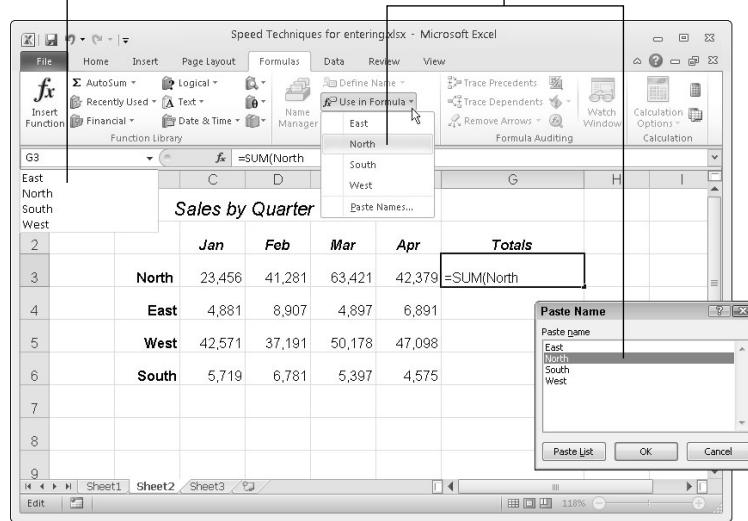 Speed Techniques for entering.xlsx - Microsoft Excel
File Home Insert Page Layout Formulas Data Review View
fx Insert Function
Σ AutoSum
Recently Used
Financial
Logical
Text
Date & Time
Function Library
Name Manager
Define Name
Use in Formula
East
North
South
West
Paste Names...
Trace Precedents
Trace Dependents
Remove Arrows
Formula Auditing
Watch Window
Calculation Options
Calculation
G3 fx =SUM(North
East
North
South
West
C D G H I
Sales by Quarter
2 Jan Feb Mar Apr Totals
3 North 23,456 41,281 63,421 42,379 =SUM(North
4 East 4,881 8,907 4,897 6,891
5 West 42,571 37,191 50,178 47,098
6 South 5,719 6,781 5,397 4,575
7
8
9
Paste Name
Paste name
East
North
South
West
Paste List OK Cancel
Sheet1 Sheet2 Sheet3
Edit 118%